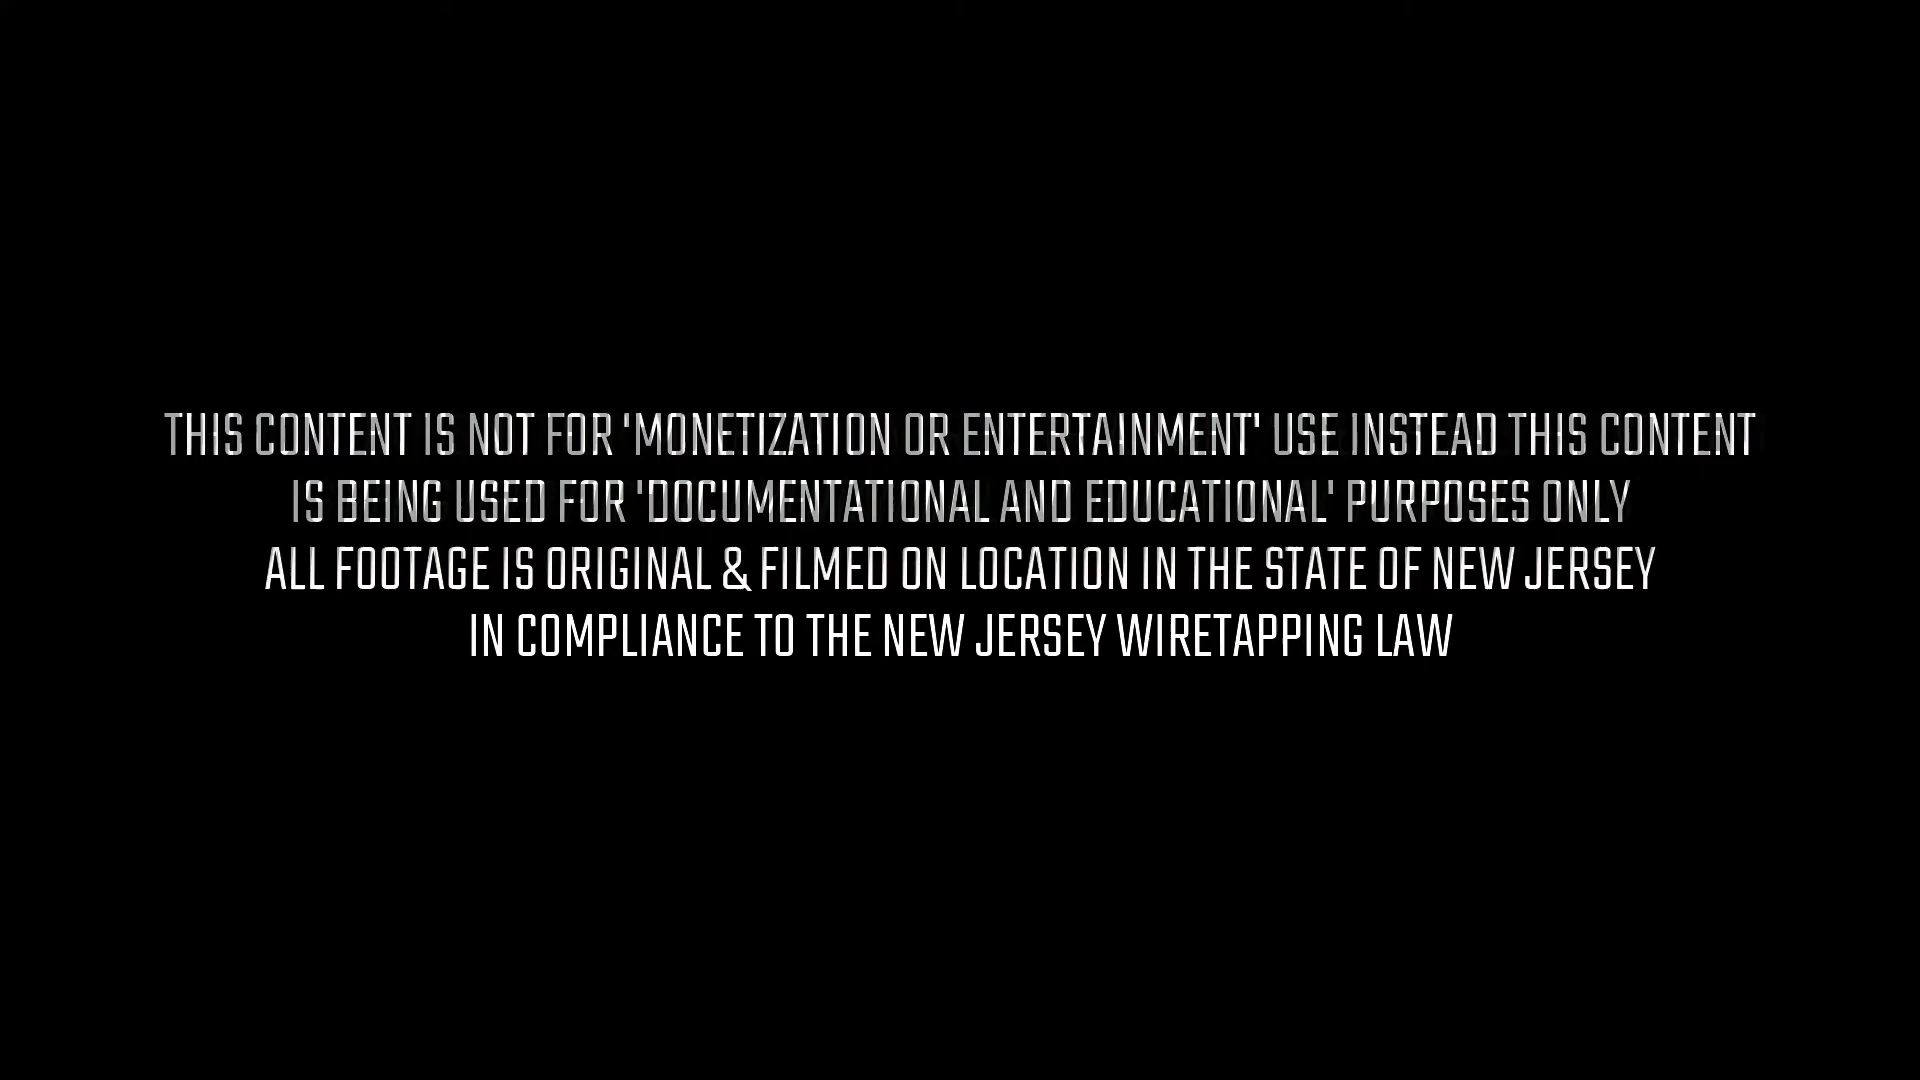 THIS CONTENT IS NOT FOR 'MONETIZATION OR ENTERTAINMENT' USE INSTEAD THIS CONTENT
IS BEING USED FOR 'DOCUMENTATIONAL AND EDUCATIONAL' PURPOSES ONLY
ALL FOOTAGE IS ORIGINAL & FILMED ON LOCATION IN THE STATE OF NEW JERSEY
IN COMPLIANCE TO THE NEW JERSEY WIRETAPPING LAW